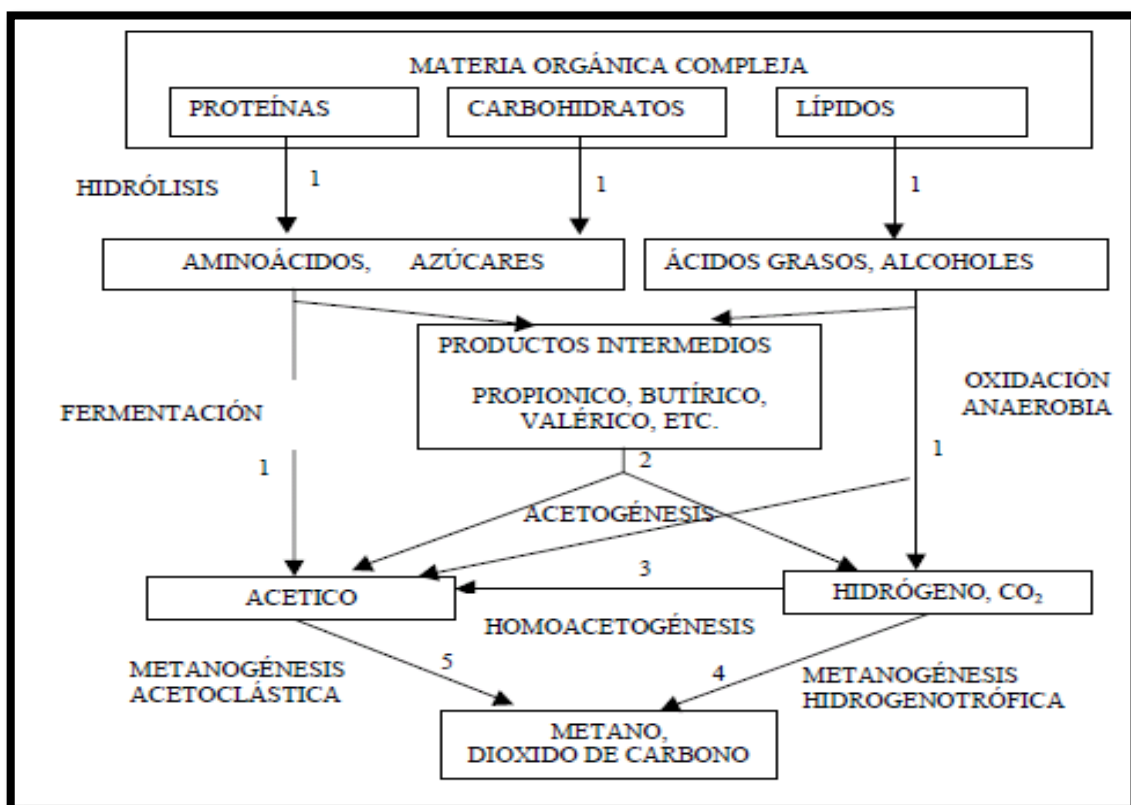 MATERIA ORGÁNICA COMPLEJA
PROTEÍNAS
CARBOHIDRATOS
LÍPIDOS
HIDRÓLISIS
1
1
1
AMINOÁCIDOS, AZÚCARES
ÁCIDOS GRASOS, ALCOHOLES
PRODUCTOS INTERMEDIOS
PROPIONICO, BUTÍRICO,
VALÉRICO, ETC.
OXIDACIÓN
ANAEROBIA
FERMENTACIÓN
1
2
1
ACETOGÉNESIS
3
ACETICO
HIDRÓGENO, CO₂
HOMOACETOGÉNESIS
METANOGÉNESIS
ACETOCLÁSTICA
5
4
METANOGÉNESIS
HIDROGENOTRÓFICA
METANO,
DIOXIDO DE CARBONO